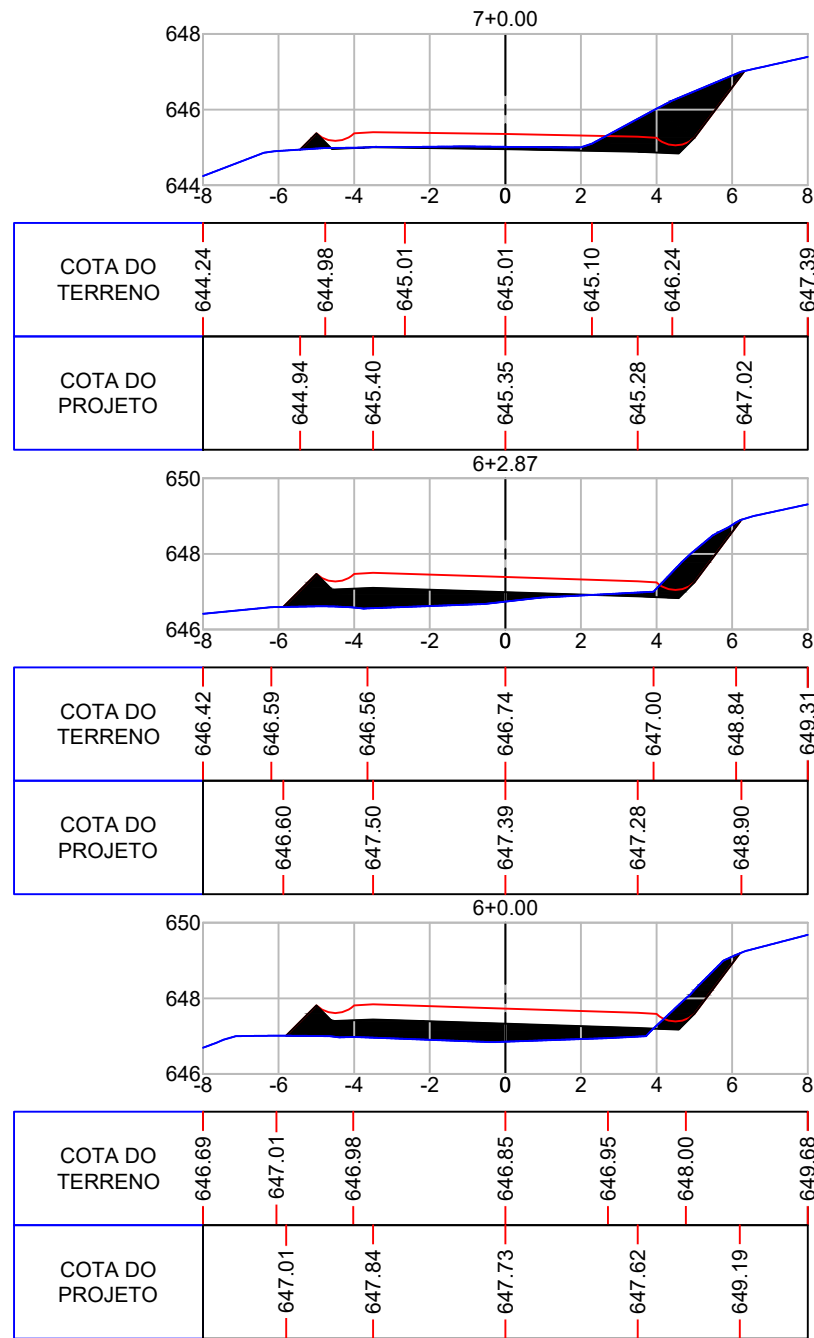 7+0.00
648
646
644
-8 -6 -4 -2 0 2 4 6 8
COTA DO
TERRENO
644.24 644.98 645.01 645.01 645.10 646.24 647.39
COTA DO
PROJETO
644.94 645.40 645.35 645.28 647.02
6+2.87
650
648
646
-8 -6 -4 -2 0 2 4 6 8
COTA DO
TERRENO
646.42 646.59 646.56 646.74 647.00 648.84 649.31
COTA DO
PROJETO
646.60 647.50 647.39 647.28 648.90
6+0.00
650
648
646
-8 -6 -4 -2 0 2 4 6 8
COTA DO
TERRENO
646.69 647.01 646.98 646.85 646.95 648.00 649.68
COTA DO
PROJETO
647.01 647.84 647.73 647.62 649.19